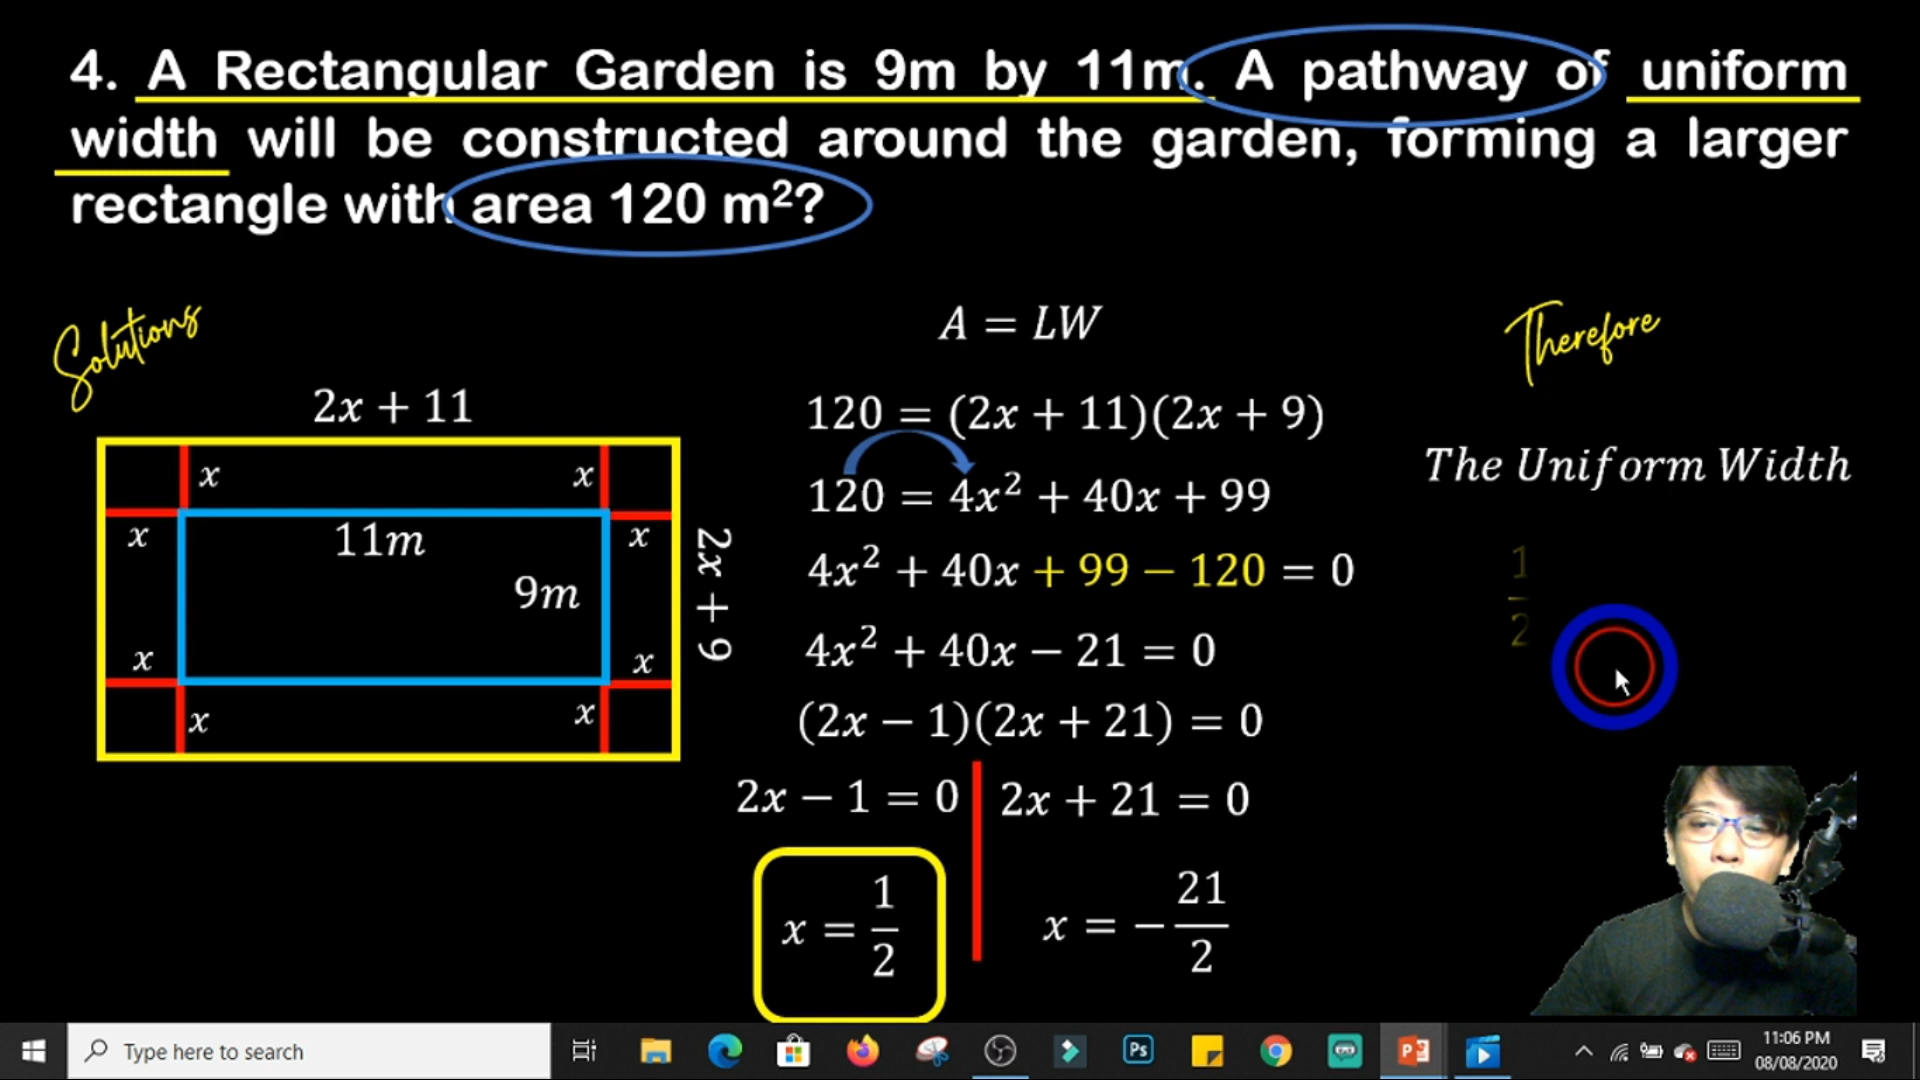 4. A Rectangular Garden is 9m by 11m. A pathway of uniform
width will be constructed around the garden, forming a larger
rectangle with area 120 m²?
Solutions
2x + 11
x x
x 11m x
9m
2x + 9
x x
x x
A = LW
120 = (2x + 11)(2x + 9)
120 = 4x² + 40x + 99
4x² + 40x + 99 − 120 = 0
4x² + 40x − 21 = 0
(2x − 1)(2x + 21) = 0
2x − 1 = 0 2x + 21 = 0
x = 1/2 x = − 21/2
Therefore
The Uniform Width
1/2
Type here to search
Ps
11:06 PM
08/08/2020